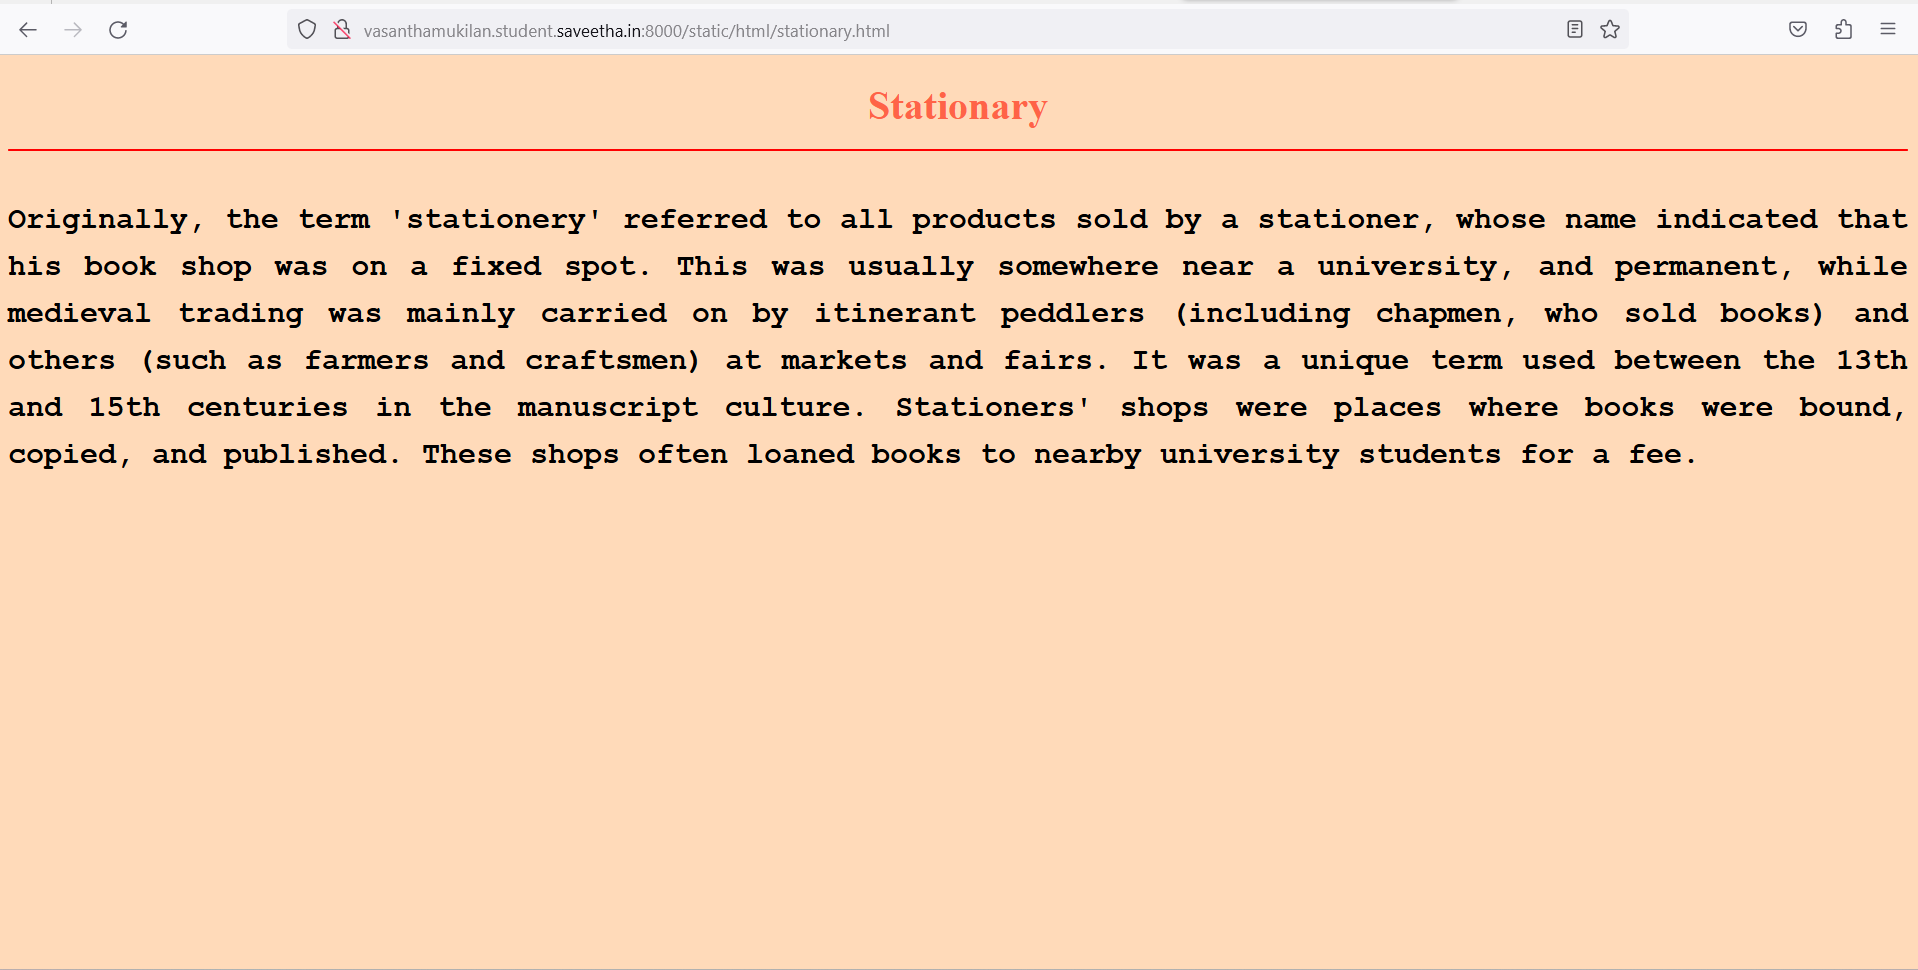 vasanthamukilan.student.saveetha.in:8000/static/html/stationary.html
Stationary
Originally, the term 'stationery' referred to all products sold by a stationer, whose name indicated that
his book shop was on a fixed spot. This was usually somewhere near a university, and permanent, while
medieval trading was mainly carried on by itinerant peddlers (including chapmen, who sold books) and
others (such as farmers and craftsmen) at markets and fairs. It was a unique term used between the 13th
and 15th centuries in the manuscript culture. Stationers' shops were places where books were bound,
copied, and published. These shops often loaned books to nearby university students for a fee.